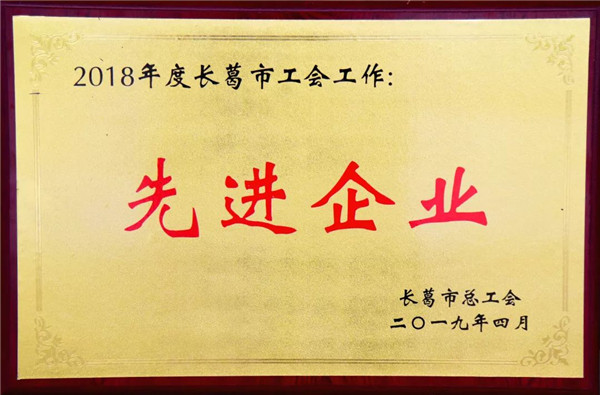 2018年度长葛市工会工作:
先进企业
长葛市总工会
二〇一九年四月